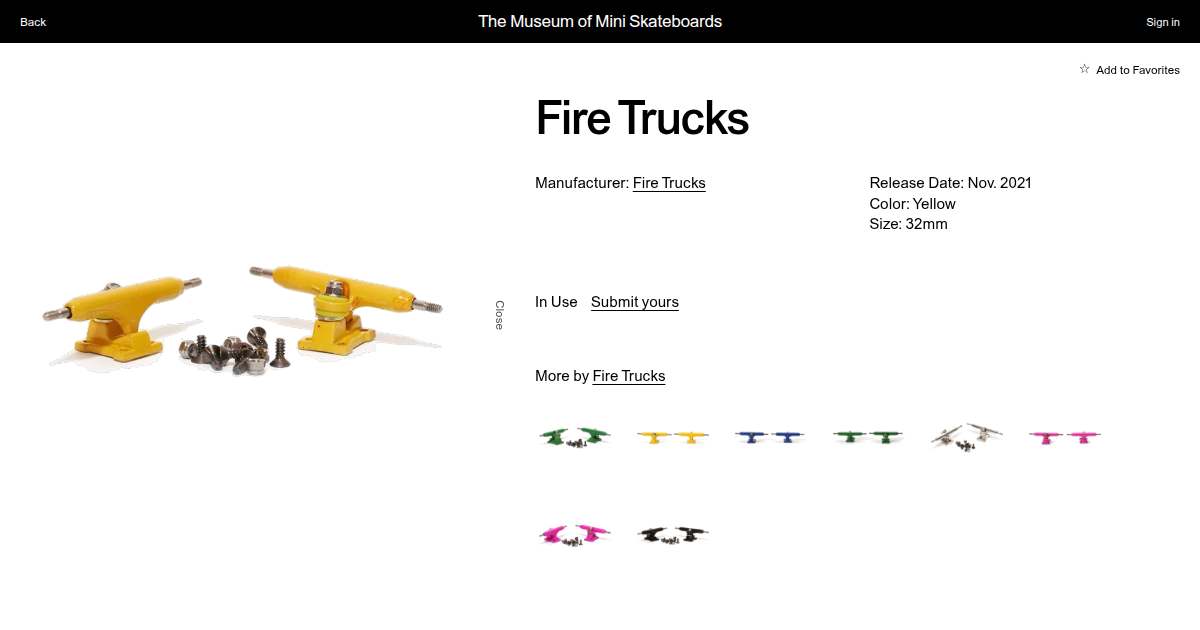 Back
The Museum of Mini Skateboards
Sign in
☆ Add to Favorites
Fire Trucks
Manufacturer: Fire Trucks
Release Date: Nov. 2021
Color: Yellow
Size: 32mm
Close
In Use Submit yours
More by Fire Trucks